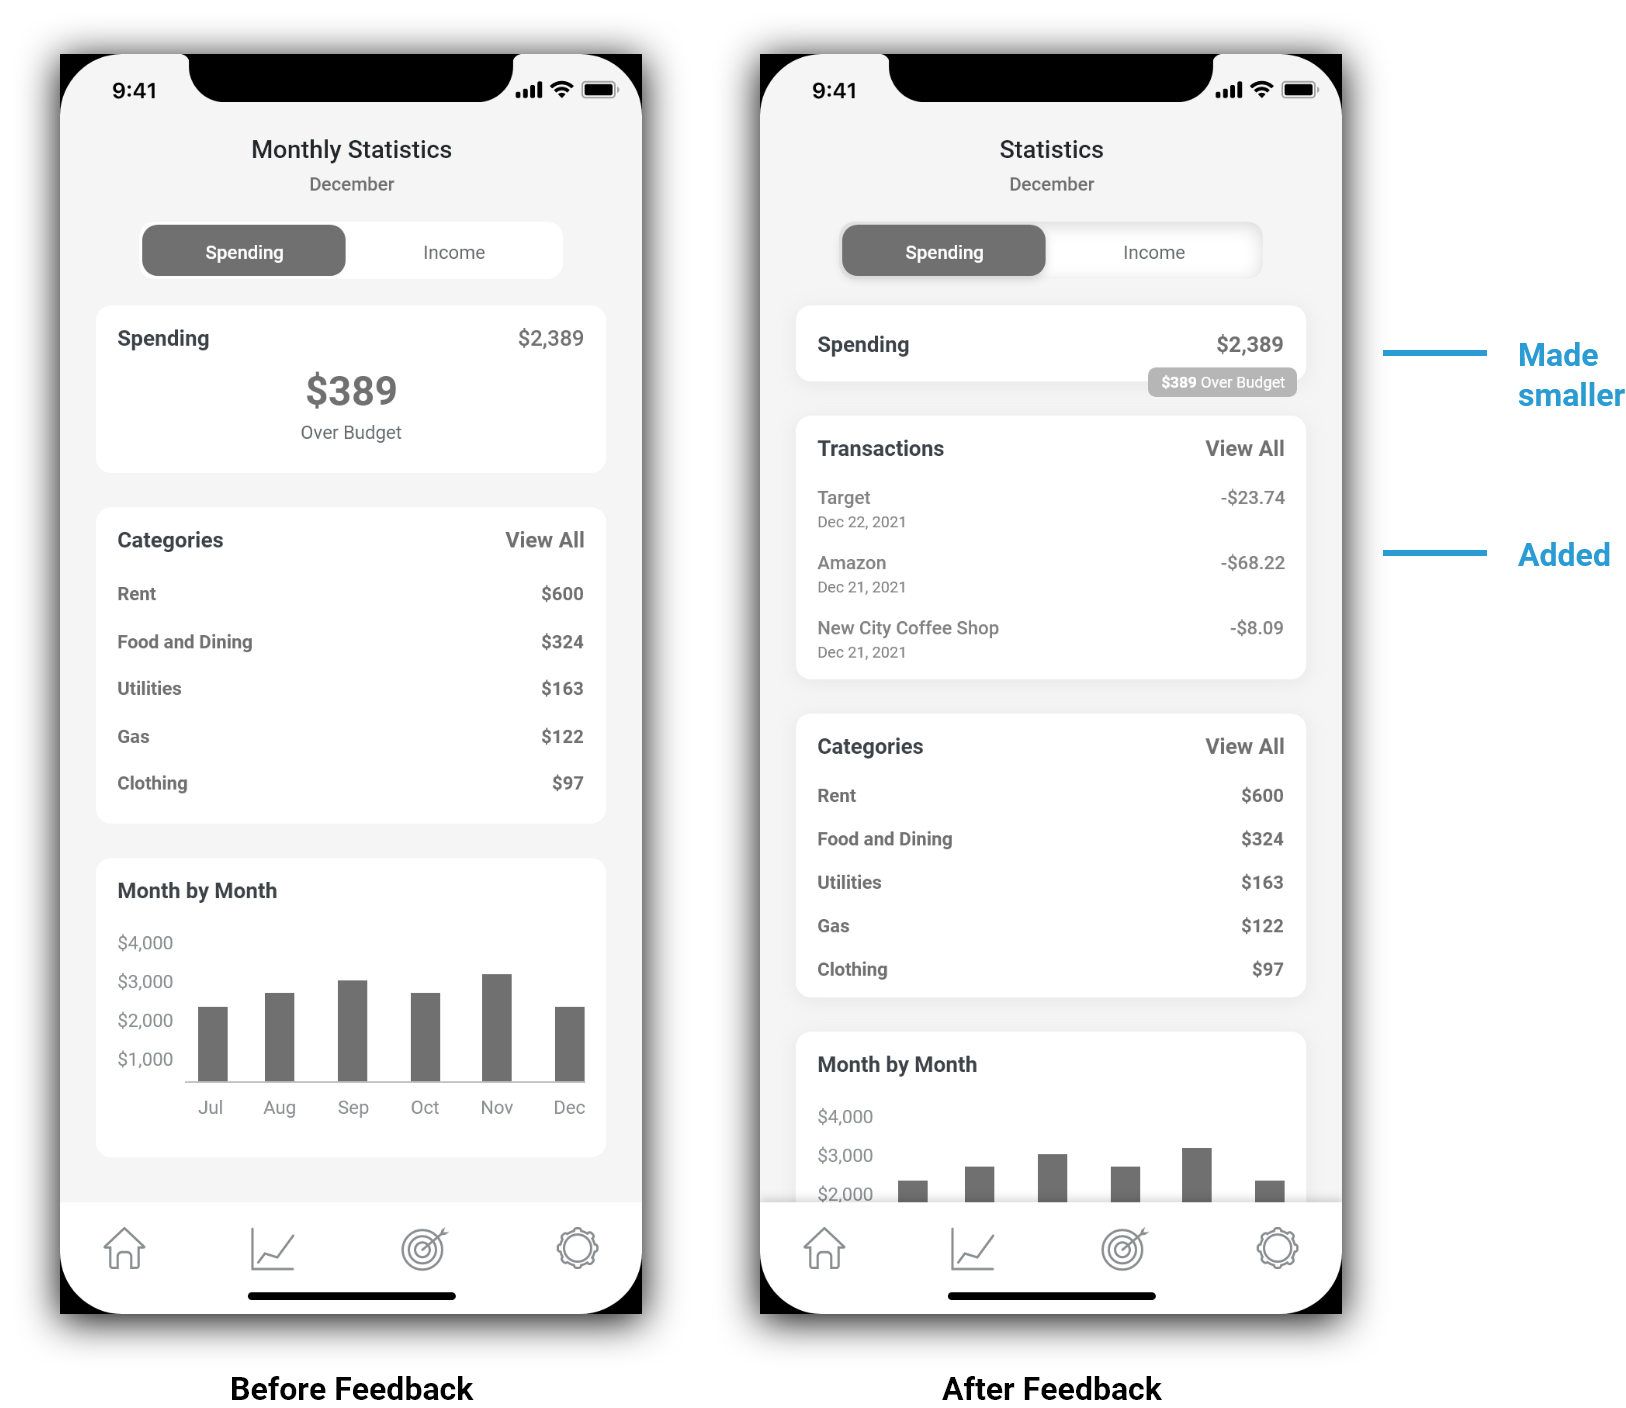 9:41
Monthly Statistics
December
Spending Income
Spending $2,389
$389
Over Budget
Categories View All
Rent $600
Food and Dining $324
Utilities $163
Gas $122
Clothing $97
Month by Month
$4,000
$3,000
$2,000
$1,000
Jul Aug Sep Oct Nov Dec
Before Feedback
9:41
Statistics
December
Spending Income
Spending $2,389
$389 Over Budget
Transactions View All
Target -$23.74
Dec 22, 2021
Amazon -$68.22
Dec 21, 2021
New City Coffee Shop -$8.09
Dec 21, 2021
Categories View All
Rent $600
Food and Dining $324
Utilities $163
Gas $122
Clothing $97
Month by Month
$4,000
$3,000
$2,000
After Feedback
Made
smaller
Added